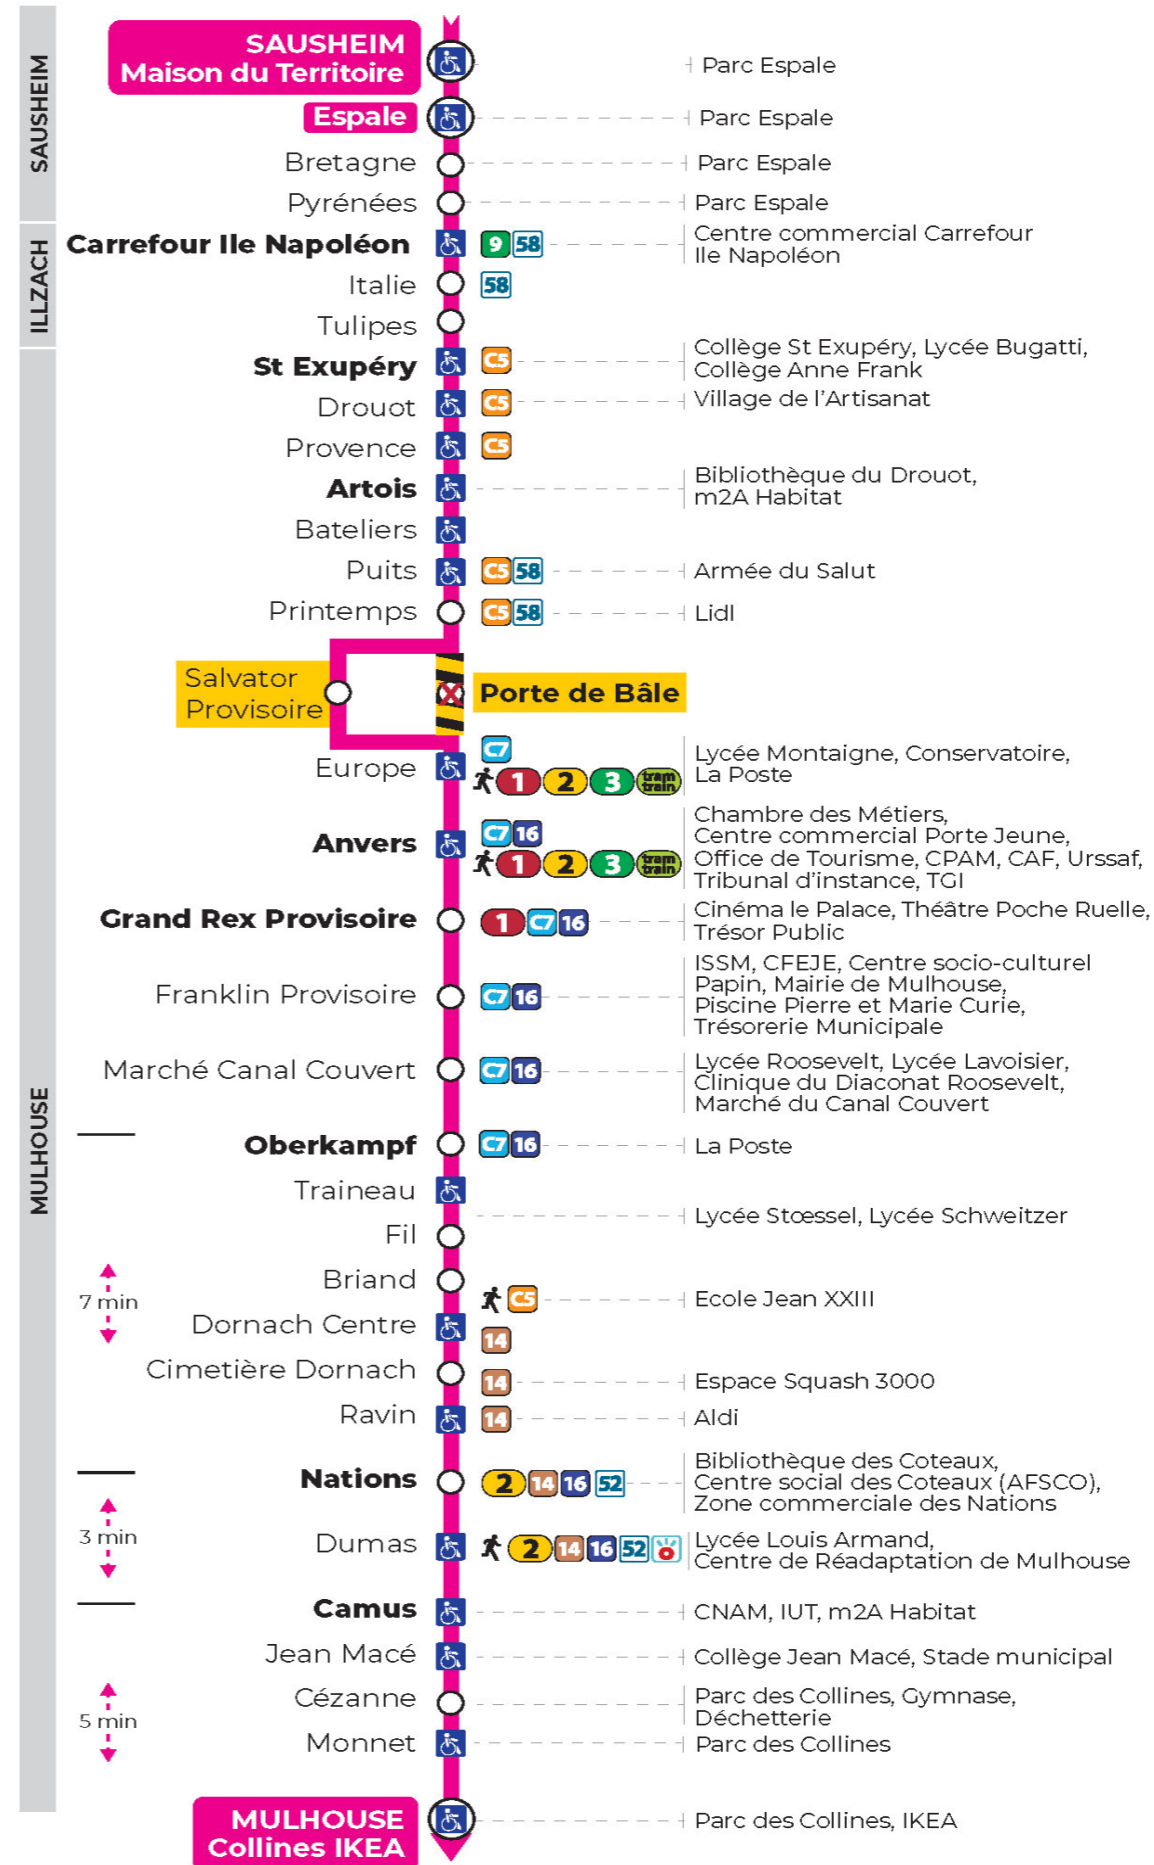 SAUSHEIM
SAUSHEIM
Maison du Territoire
Parc Espale
Espale
Parc Espale
Bretagne
Parc Espale
Pyrénées
Parc Espale
ILLZACH
Carrefour Ile Napoléon
9 58
Centre commercial Carrefour
Ile Napoléon
Italie
58
Tulipes
MULHOUSE
St Exupéry
C5
Collège St Exupéry, Lycée Bugatti,
Collège Anne Frank
Drouot
C5
Village de l'Artisanat
Provence
C5
Artois
Bibliothèque du Drouot,
m2A Habitat
Bateliers
Puits
C5 58
Armée du Salut
Printemps
C5 58
Lidl
Salvator
Provisoire
Porte de Bâle
Europe
C7
1 2 3 tram train
Lycée Montaigne, Conservatoire,
La Poste
Anvers
C7 16
1 2 3 tram train
Chambre des Métiers,
Centre commercial Porte Jeune,
Office de Tourisme, CPAM, CAF, Urssaf,
Tribunal d'instance, TGI
Grand Rex Provisoire
1 C7 16
Cinéma le Palace, Théâtre Poche Ruelle,
Trésor Public
Franklin Provisoire
C7 16
ISSM, CFEJE, Centre socio-culturel
Papin, Mairie de Mulhouse,
Piscine Pierre et Marie Curie,
Trésorerie Municipale
Marché Canal Couvert
C7 16
Lycée Roosevelt, Lycée Lavoisier,
Clinique du Diaconat Roosevelt,
Marché du Canal Couvert
Oberkampf
C7 16
La Poste
Traineau
Lycée Stœssel, Lycée Schweitzer
Fil
Briand
7 min
C5
Ecole Jean XXIII
Dornach Centre
14
Cimetière Dornach
14
Espace Squash 3000
Ravin
14
Aldi
Nations
2 14 16 52
Bibliothèque des Coteaux,
Centre social des Coteaux (AFSCO),
Zone commerciale des Nations
3 min
Dumas
2 14 16 52
Lycée Louis Armand,
Centre de Réadaptation de Mulhouse
Camus
CNAM, IUT, m2A Habitat
Jean Macé
Collège Jean Macé, Stade municipal
Cézanne
Parc des Collines, Gymnase,
Déchetterie
5 min
Monnet
Parc des Collines
MULHOUSE
Collines IKEA
Parc des Collines, IKEA